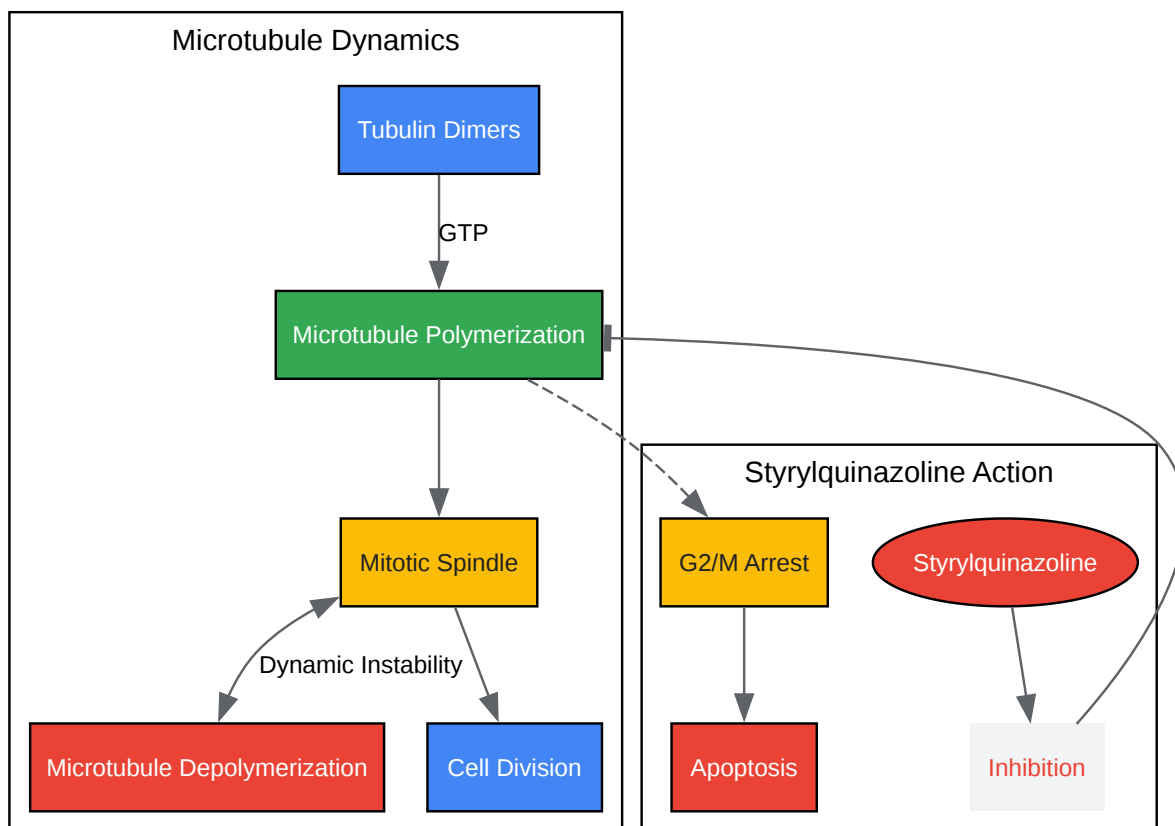 Microtubule Dynamics
Tubulin Dimers
GTP
Microtubule Polymerization
Styrylquinazoline Action
Mitotic Spindle
G2/M Arrest
Styrylquinazoline
Dynamic Instability
Microtubule Depolymerization
Cell Division
Apoptosis
Inhibition